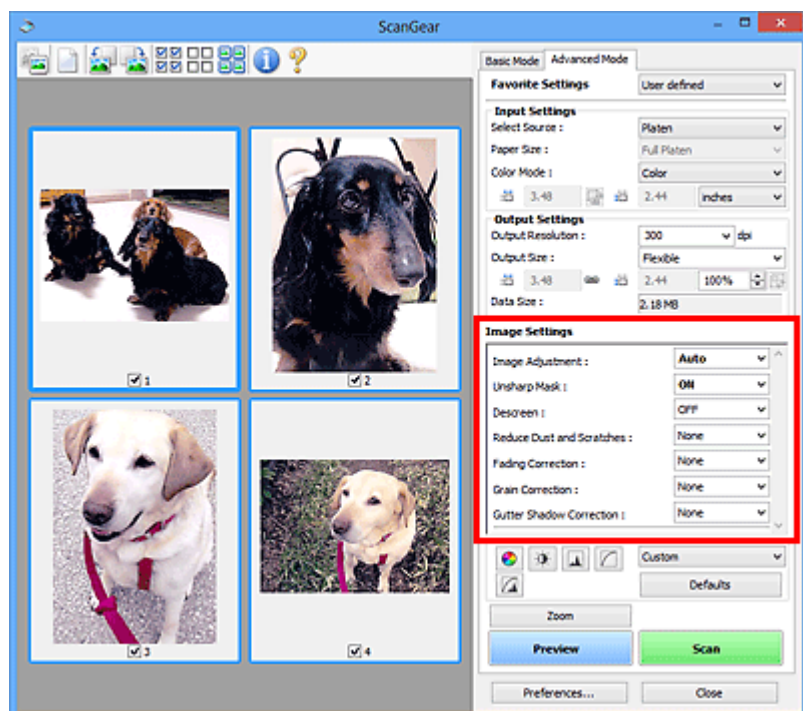 ScanGear
Basic Mode Advanced Mode
Favorite Settings User defined
Input Settings
Select Source : Platen
Paper Size : Full Platen
Color Mode : Color
3.48 2.44 inches
Output Settings
Output Resolution : 300 dpi
Output Size : Flexible
3.48 2.44 100%
Data Size : 2.18 MB
Image Settings
Image Adjustment : Auto
Unsharp Mask : ON
Descreen : OFF
Reduce Dust and Scratches : None
Fading Correction : None
Grain Correction : None
Gutter Shadow Correction : None
1
2
3
4
Custom
Defaults
Zoom
Preview Scan
Preferences... Close